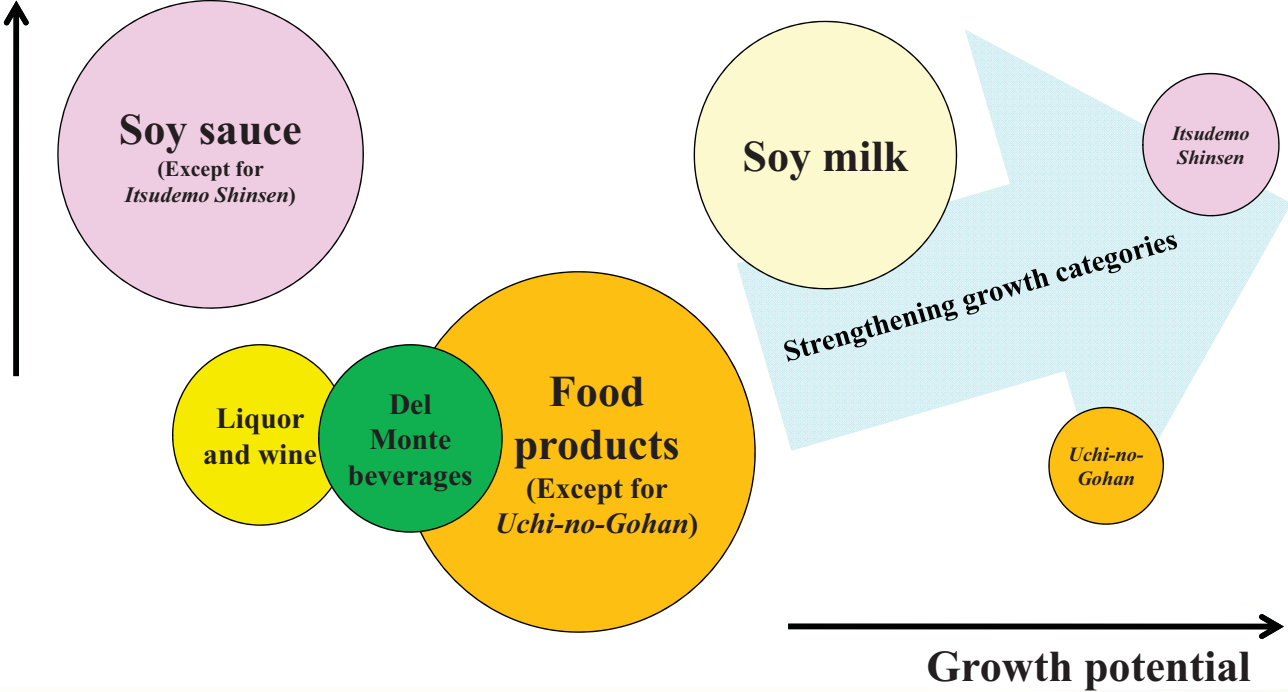 Soy sauce
(Except for
Itsudemo Shinsen)
Soy milk
Itsudemo
Shinsen
Strengthening growth categories
Liquor
and wine
Del
Monte
beverages
Food
products
(Except for
Uchi-no-Gohan)
Uchi-no-
Gohan
Growth potential